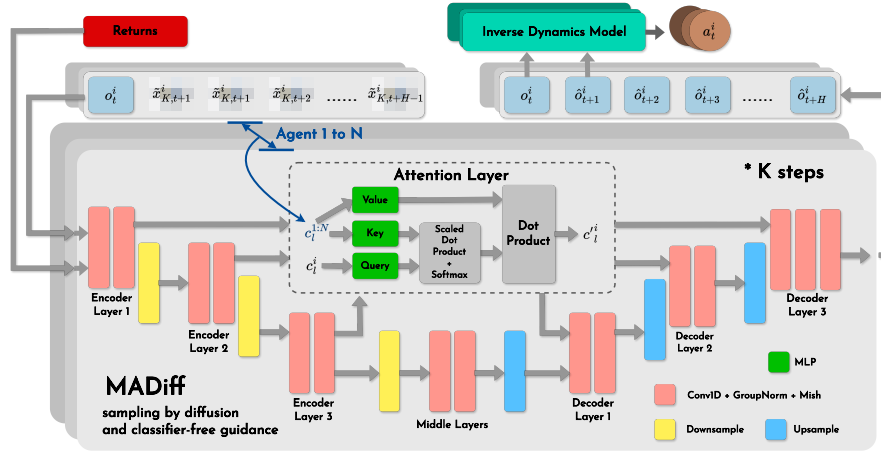 Returns
Inverse Dynamics Model
a_t^i
o_t^i x̃_{K,t+1}^i x̃_{K,t+1}^i x̃_{K,t+2}^i ...... x̃_{K,t+H-1}^i
o_t^i ô_{t+1}^i ô_{t+2}^i ô_{t+3}^i ...... ô_{t+H}^i
Agent 1 to N
* K steps
Attention Layer
Value
c_l^{1:N}
Key
c_l^i
Query
Scaled
Dot
Product
+
Softmax
Dot
Product
c'_l^i
Encoder
Layer 1
Encoder
Layer 2
Encoder
Layer 3
Middle Layers
Decoder
Layer 1
Decoder
Layer 2
Decoder
Layer 3
MADiff
sampling by diffusion
and classifier-free guidance
MLP
Conv1D + GroupNorm + Mish
Downsample
Upsample